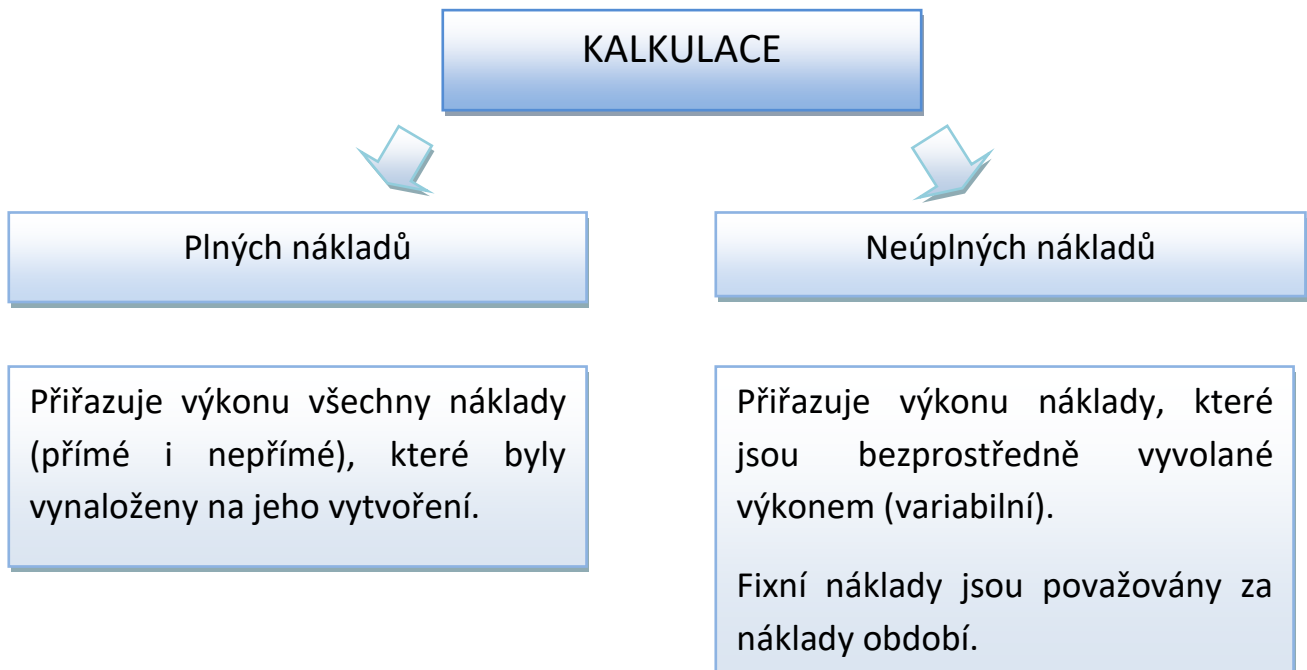 KALKULACE
Plných nákladů
Neúplných nákladů
Přiřazuje výkonu všechny náklady
(přímé i nepřímé), které byly
vynaloženy na jeho vytvoření.
Přiřazuje výkonu náklady, které
jsou bezprostředně vyvolané
výkonem (variabilní).
Fixní náklady jsou považovány za
náklady období.